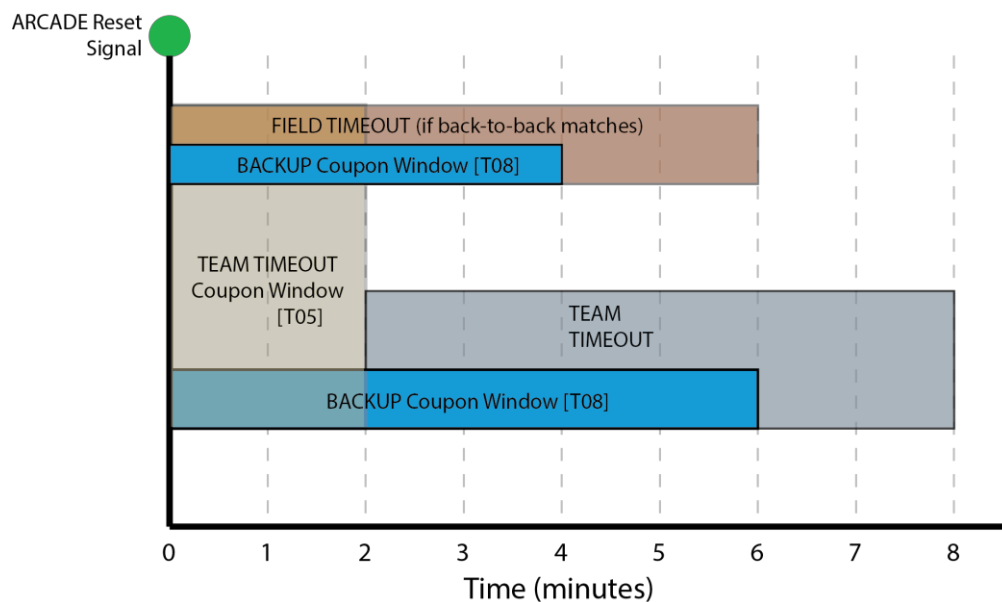 ARCADE Reset
Signal
FIELD TIMEOUT (if back-to-back matches)
BACKUP Coupon Window [T08]
TEAM TIMEOUT
Coupon Window
[T05]
TEAM
TIMEOUT
BACKUP Coupon Window [T08]
0 1 2 3 4 5 6 7 8
Time (minutes)